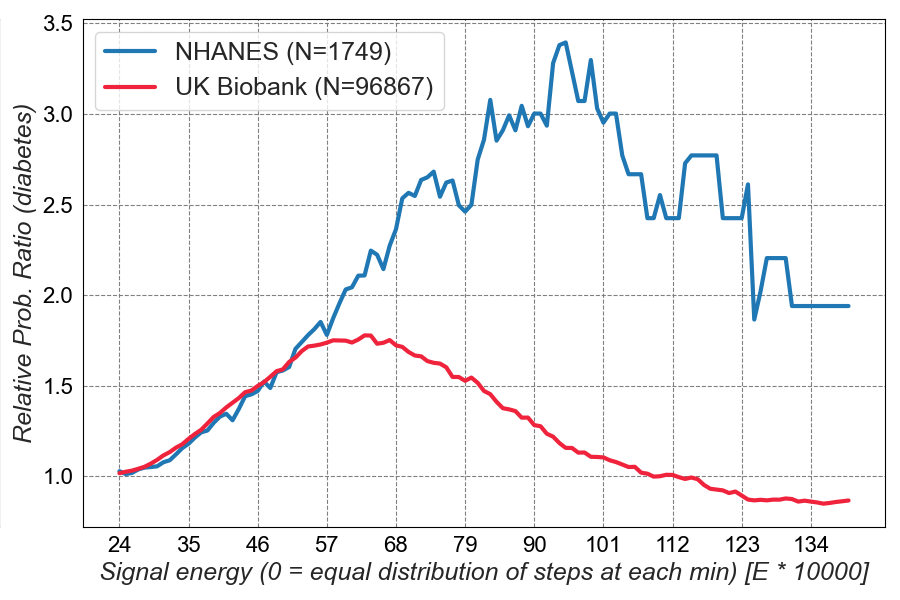 NHANES (N=1749)
UK Biobank (N=96867)
Relative Prob. Ratio (diabetes)
3.5
3.0
2.5
2.0
1.5
1.0
24 35 46 57 68 79 90 101 112 123 134
Signal energy (0 = equal distribution of steps at each min) [E * 10000]